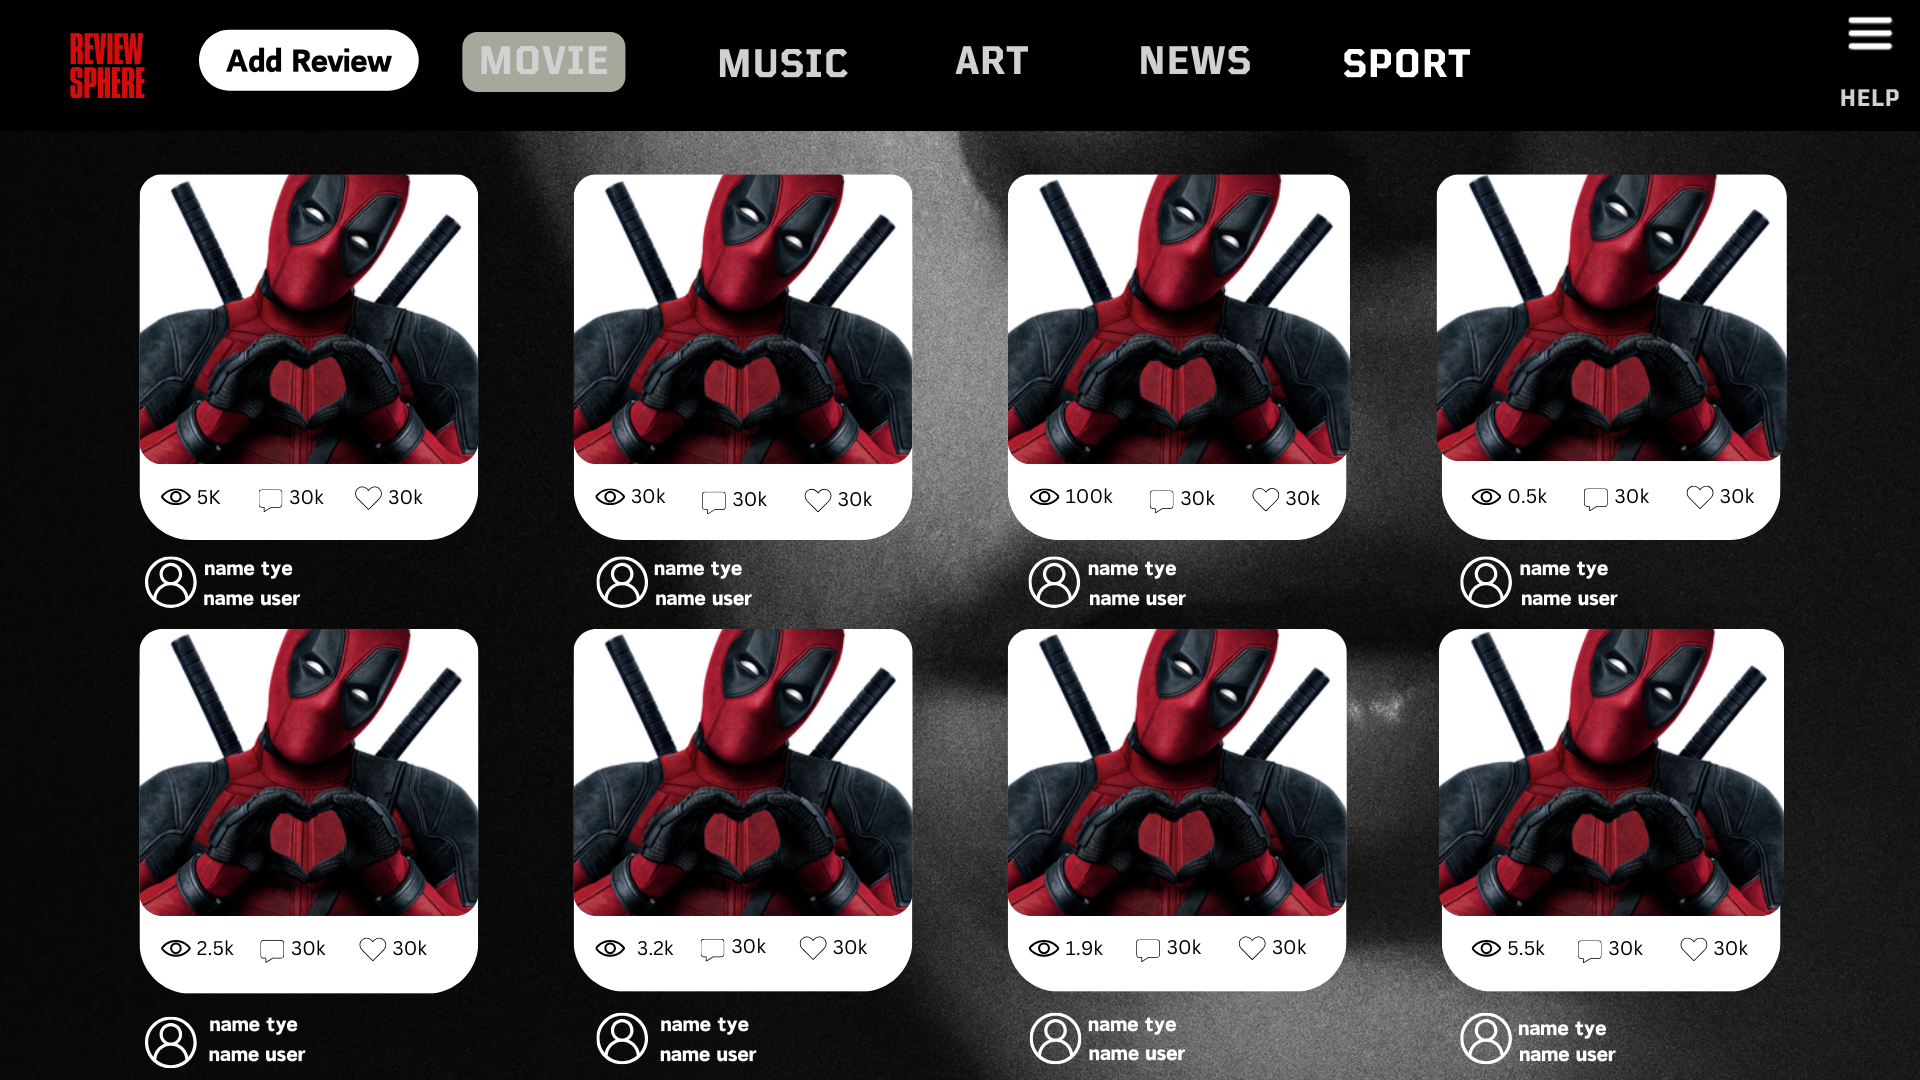 REVIEW
SPHERE
Add Review
MOVIE
MUSIC
ART
NEWS
SPORT
HELP
5K 30k 30k
30k 30k 30k
100k 30k 30k
0.5k 30k 30k
name tye
name user
name tye
name user
name tye
name user
name tye
name user
2.5k 30k 30k
3.2k 30k 30k
1.9k 30k 30k
5.5k 30k 30k
name tye
name user
name tye
name user
name tye
name user
name tye
name user